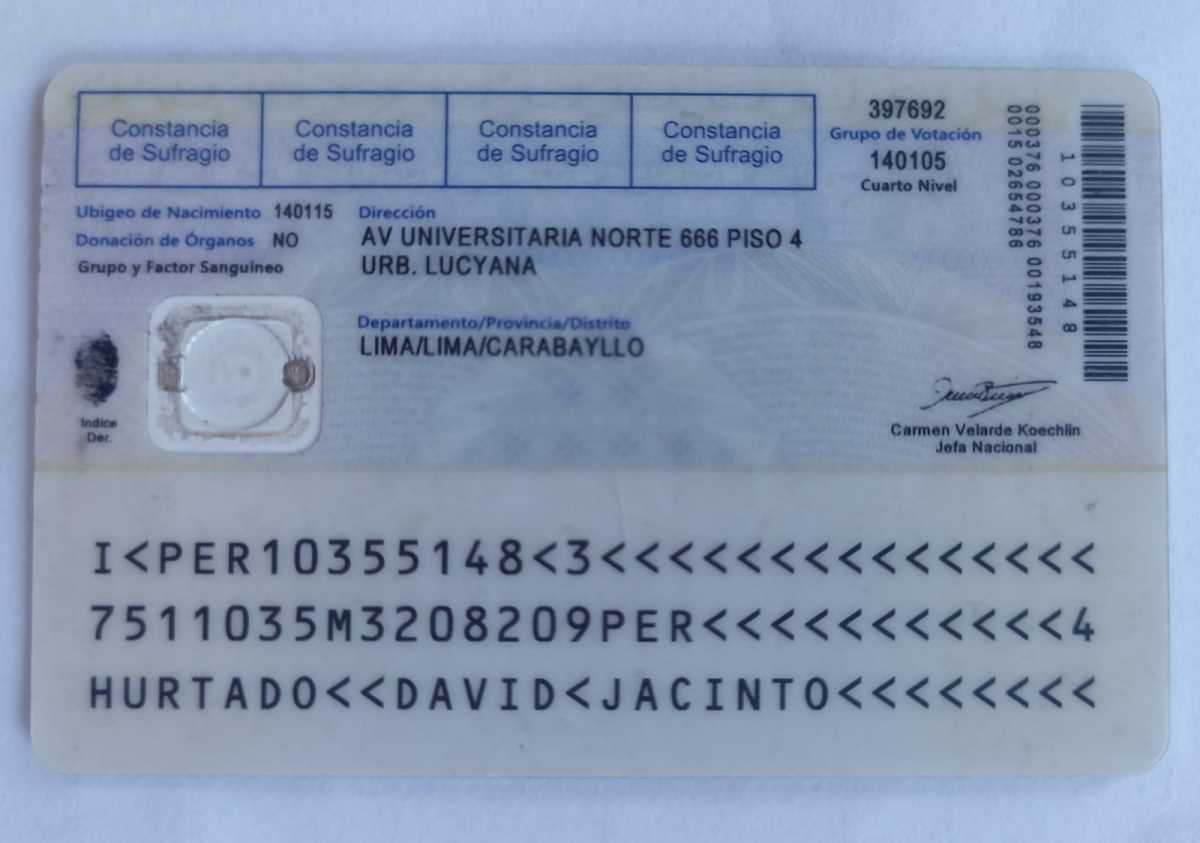 Constancia de Sufragio
Constancia de Sufragio
Constancia de Sufragio
Constancia de Sufragio
397692
Grupo de Votación
140105
Cuarto Nivel
Ubigeo de Nacimiento 140115
Donación de Órganos NO
Grupo y Factor Sanguíneo
Dirección
AV UNIVERSITARIA NORTE 666 PISO 4
URB. LUCYANA
Departamento/Provincia/Distrito
LIMA/LIMA/CARABAYLLO
Indice
Der.
000376 000376 00193548
0015 02654786
10355148
Carmen Velarde Koechlin
Jefa Nacional
I<PER10355148<3<<<<<<<<<<<<<<<
7511035M3208209PER<<<<<<<<<<<4
HURTADO<<DAVID<JACINTO<<<<<<<<